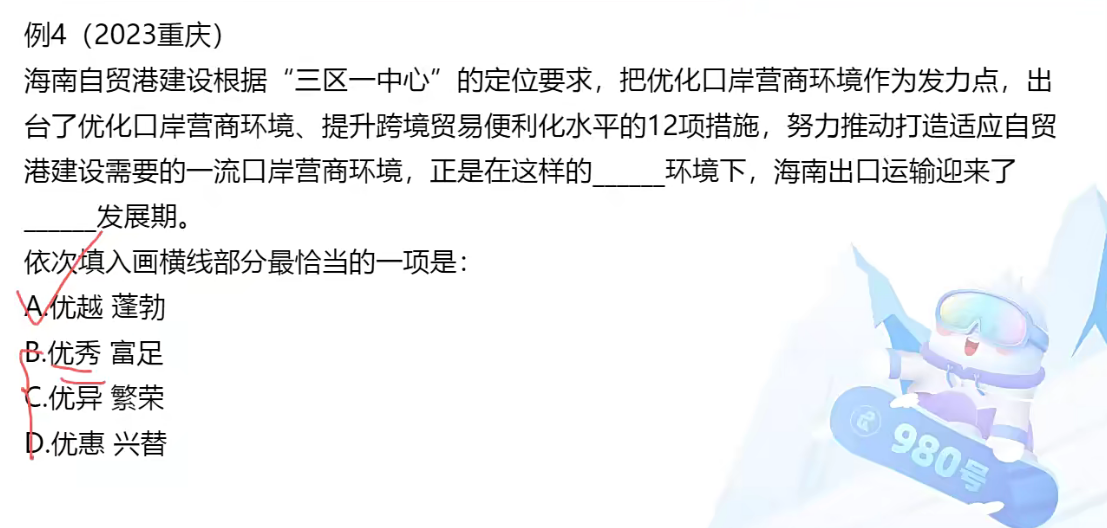 例4（2023重庆）
海南自贸港建设根据“三区一中心”的定位要求，把优化口岸营商环境作为发力点，出
台了优化口岸营商环境、提升跨境贸易便利化水平的12项措施，努力推动打造适应自贸
港建设需要的一流口岸营商环境，正是在这样的______环境下，海南出口运输迎来了
______发展期。
依次填入画横线部分最恰当的一项是：
A.优越 蓬勃
B.优秀 富足
C.优异 繁荣
D.优惠 兴替
980号